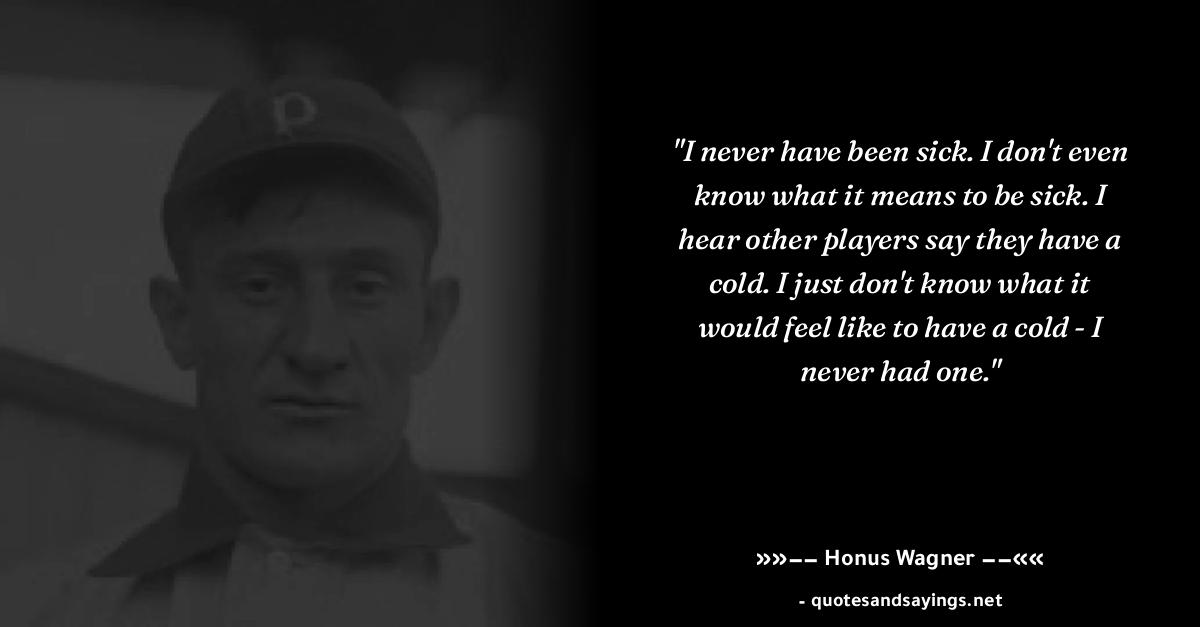 P
"I never have been sick. I don't even
know what it means to be sick. I
hear other players say they have a
cold. I just don't know what it
would feel like to have a cold - I
never had one."
»»−− Honus Wagner −−««
- quotesandsayings.net